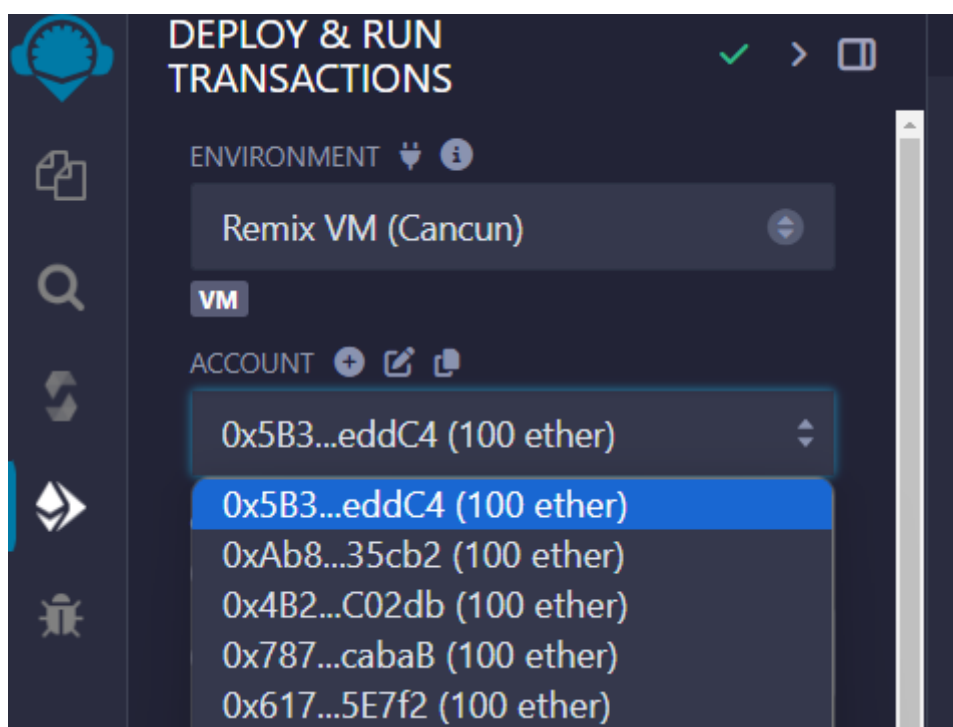 DEPLOY & RUN
TRANSACTIONS
ENVIRONMENT
Remix VM (Cancun)
VM
ACCOUNT
0x5B3...eddC4 (100 ether)
0x5B3...eddC4 (100 ether)
0xAb8...35cb2 (100 ether)
0x4B2...C02db (100 ether)
0x787...cabaB (100 ether)
0x617...5E7f2 (100 ether)